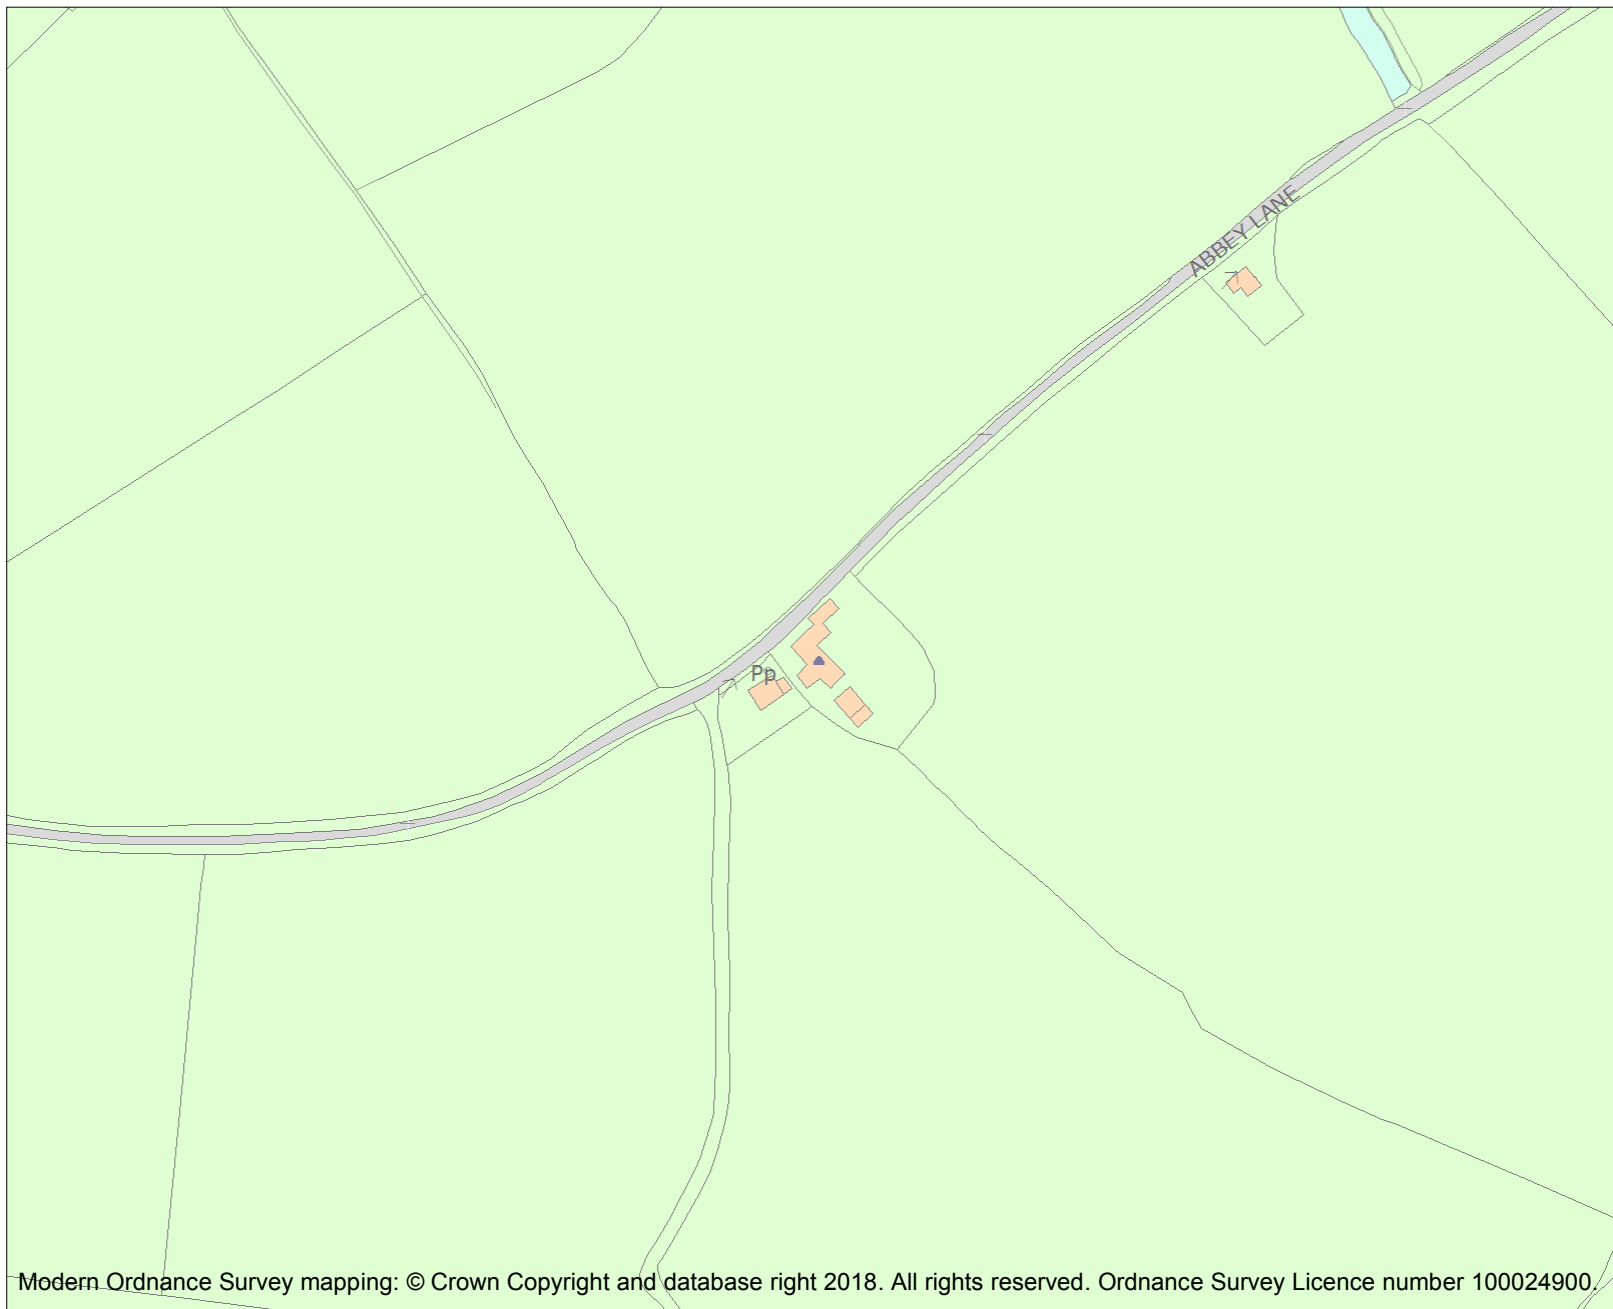 ABBEY LANE
Pp
Modern Ordnance Survey mapping: © Crown Copyright and database right 2018. All rights reserved. Ordnance Survey Licence number 100024900.